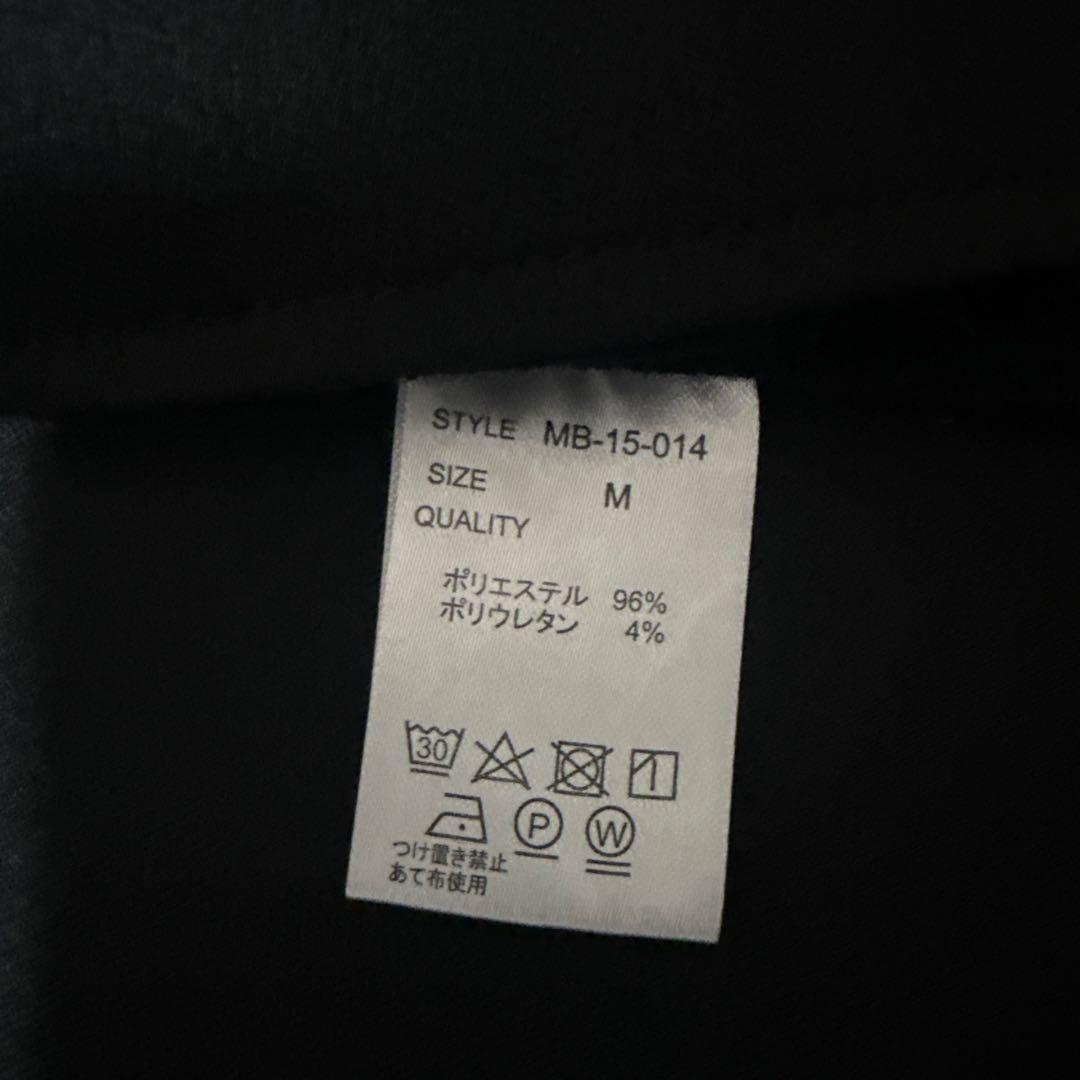 STYLE MB-15-014
SIZE M
QUALITY
ポリエステル 96%
ポリウレタン 4%
30
P W
つけ置き禁止
あて布使用